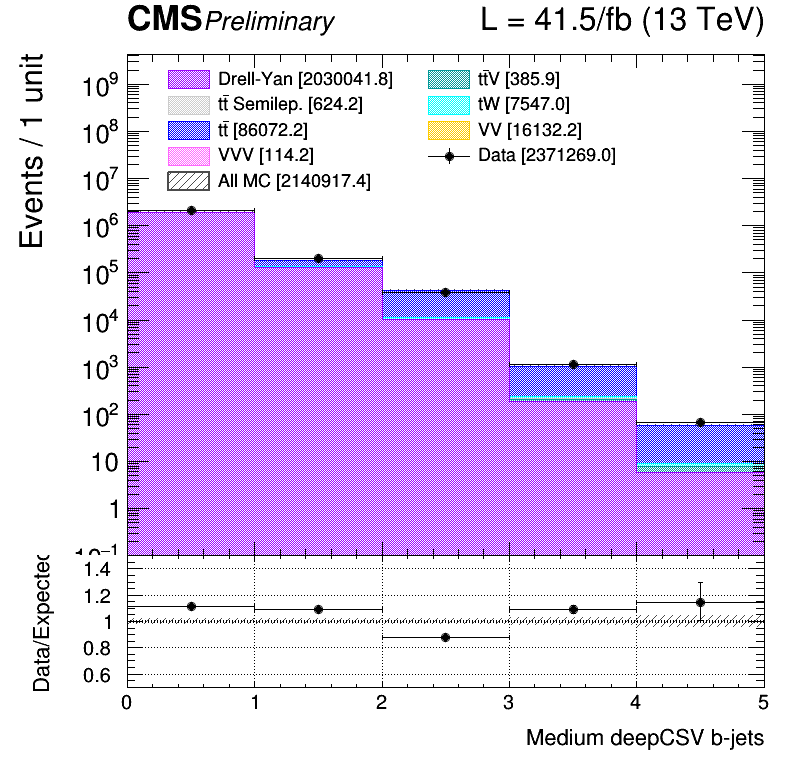 CMS Preliminary L = 41.5/fb (13 TeV)
Events / 1 unit
Drell-Yan [2030041.8]
tt̄ Semilep. [624.2]
tt̄ [86072.2]
VVV [114.2]
All MC [2140917.4]
tt̄V [385.9]
tW [7547.0]
VV [16132.2]
Data [2371269.0]
10⁹
10⁸
10⁷
10⁶
10⁵
10⁴
10³
10²
10
1
10⁻¹
Data/Expected
1.4
1.2
1
0.8
0.6
0 1 2 3 4 5
Medium deepCSV b-jets